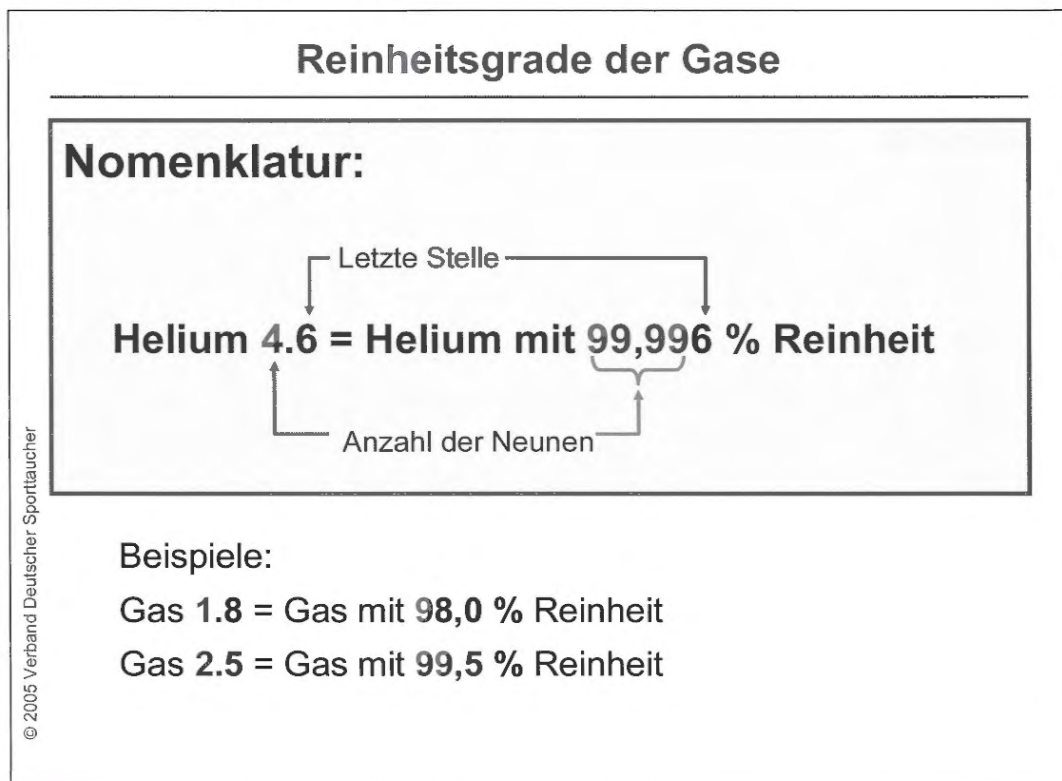 Reinheitsgrade der Gase
Nomenklatur:
Letzte Stelle
Helium 4.6 = Helium mit 99,996 % Reinheit
Anzahl der Neunen
Beispiele:
Gas 1.8 = Gas mit 98,0 % Reinheit
Gas 2.5 = Gas mit 99,5 % Reinheit
© 2005 Verband Deutscher Sporttaucher